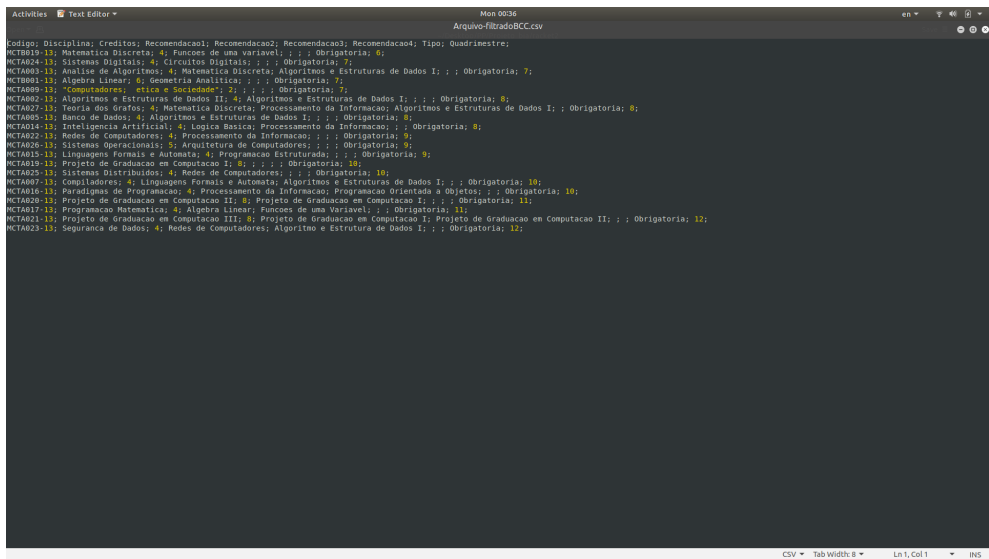 Activities Text Editor Mon 00:36 en
Arquivo-filtradoBCC.csv
Codigo; Disciplina; Creditos; Recomendacao1; Recomendacao2; Recomendacao3; Recomendacao4; Tipo; Quadrimestre;
MCTB019-13; Matematica Discreta; 4; Funcoes de uma variavel; ; ; ; Obrigatoria; 6;
MCTA024-13; Sistemas Digitais; 4; Circuitos Digitais; ; ; ; Obrigatoria; 7;
MCTA003-13; Analise de Algoritmos; 4; Matematica Discreta; Algoritmos e Estruturas de Dados I; ; ; Obrigatoria; 7;
MCTB001-13; Algebra Linear; 6; Geometria Analitica; ; ; ; Obrigatoria; 7;
MCTA009-13; "Computadores;  etica e Sociedade"; 2; ; ; ; ; Obrigatoria; 7;
MCTA002-13; Algoritmos e Estruturas de Dados II; 4; Algoritmos e Estruturas de Dados I; ; ; ; Obrigatoria; 8;
MCTA027-13; Teoria dos Grafos; 4; Matematica Discreta; Processamento da Informacao; Algoritmos e Estruturas de Dados I; ; Obrigatoria; 8;
MCTA005-13; Banco de Dados; 4; Algoritmos e Estruturas de Dados I; ; ; ; Obrigatoria; 8;
MCTAO14-13; Inteligencia Artificial; 4; Logica Basica; Processamento da Informacao; ; ; Obrigatoria; 8;
MCTA022-13; Redes de Computadores; 4; Processamento da Informacao; ; ; ; Obrigatoria; 9;
MCTA026-13; Sistemas Operacionais; 5; Arquitetura de Computadores; ; ; ; Obrigatoria; 9;
MCTA015-13; Linguagens Formais e Automata; 4; Programacao Estruturada; ; ; ; Obrigatoria; 9;
MCTA019-13; Projeto de Graduacao em Computacao I; 8; ; ; ; ; Obrigatoria; 10;
MCTA025-13; Sistemas Distribuidos; 4; Redes de Computadores; ; ; ; Obrigatoria; 10;
MCTA007-13; Compiladores; 4; Linguagens Formais e Automata; Algoritmos e Estruturas de Dados I; ; ; Obrigatoria; 10;
MCTA016-13; Paradigmas de Programacao; 4; Processamento da Informacao; Programacao Orientada a Objetos; ; ; Obrigatoria; 10;
MCTA020-13; Projeto de Graduacao em Computacao II; 8; Projeto de Graduacao em Computacao I; ; ; ; Obrigatoria; 11;
MCTA017-13; Programacao Matematica; 4; Algebra Linear; Funcoes de uma Variavel; ; ; Obrigatoria; 11;
MCTA021-13; Projeto de Graduacao em Computacao III; 8; Projeto de Graduacao em Computacao I; Projeto de Graduacao em Computacao II; ; ; Obrigatoria; 12;
MCTA023-13; Seguranca de Dados; 4; Redes de Computadores; Algoritmo e Estrutura de Dados I; ; ; Obrigatoria; 12;
CSV Tab Width: 8 Ln 1, Col 1 INS